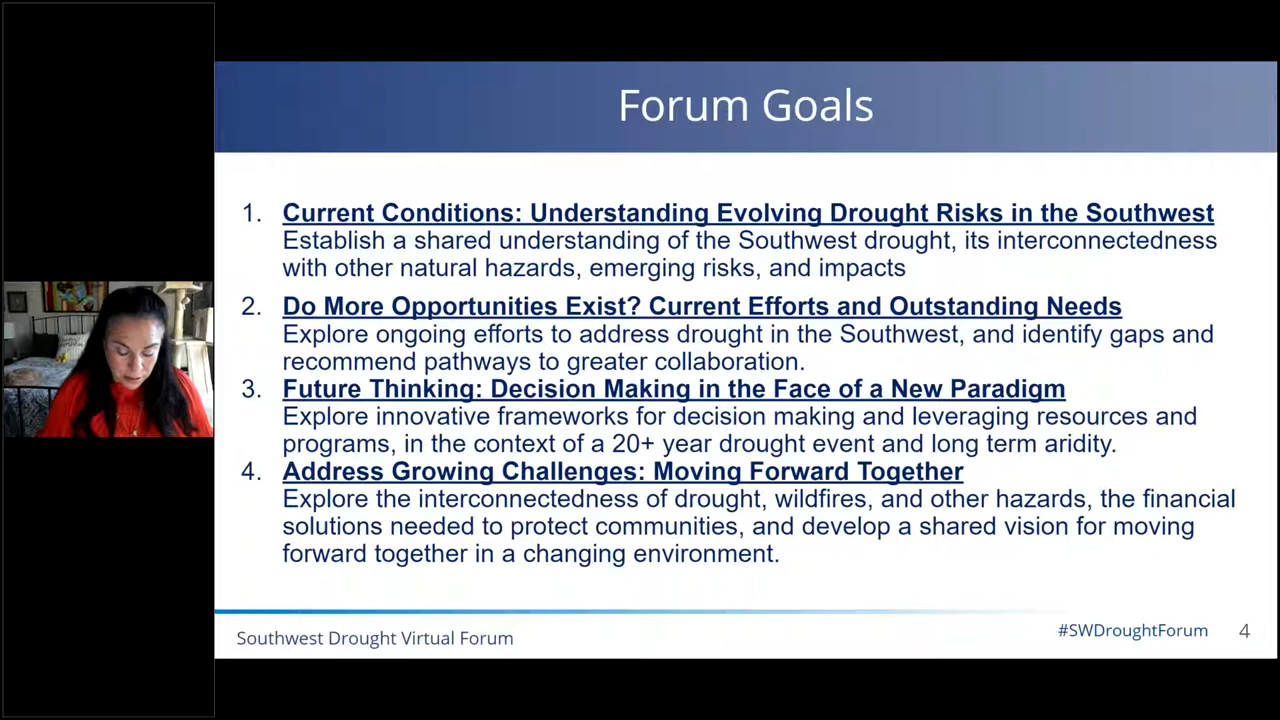 Forum Goals
1. Current Conditions: Understanding Evolving Drought Risks in the Southwest
Establish a shared understanding of the Southwest drought, its interconnectedness
with other natural hazards, emerging risks, and impacts
2. Do More Opportunities Exist? Current Efforts and Outstanding Needs
Explore ongoing efforts to address drought in the Southwest, and identify gaps and
recommend pathways to greater collaboration.
3. Future Thinking: Decision Making in the Face of a New Paradigm
Explore innovative frameworks for decision making and leveraging resources and
programs, in the context of a 20+ year drought event and long term aridity.
4. Address Growing Challenges: Moving Forward Together
Explore the interconnectedness of drought, wildfires, and other hazards, the financial
solutions needed to protect communities, and develop a shared vision for moving
forward together in a changing environment.
Southwest Drought Virtual Forum
#SWDroughtForum 4